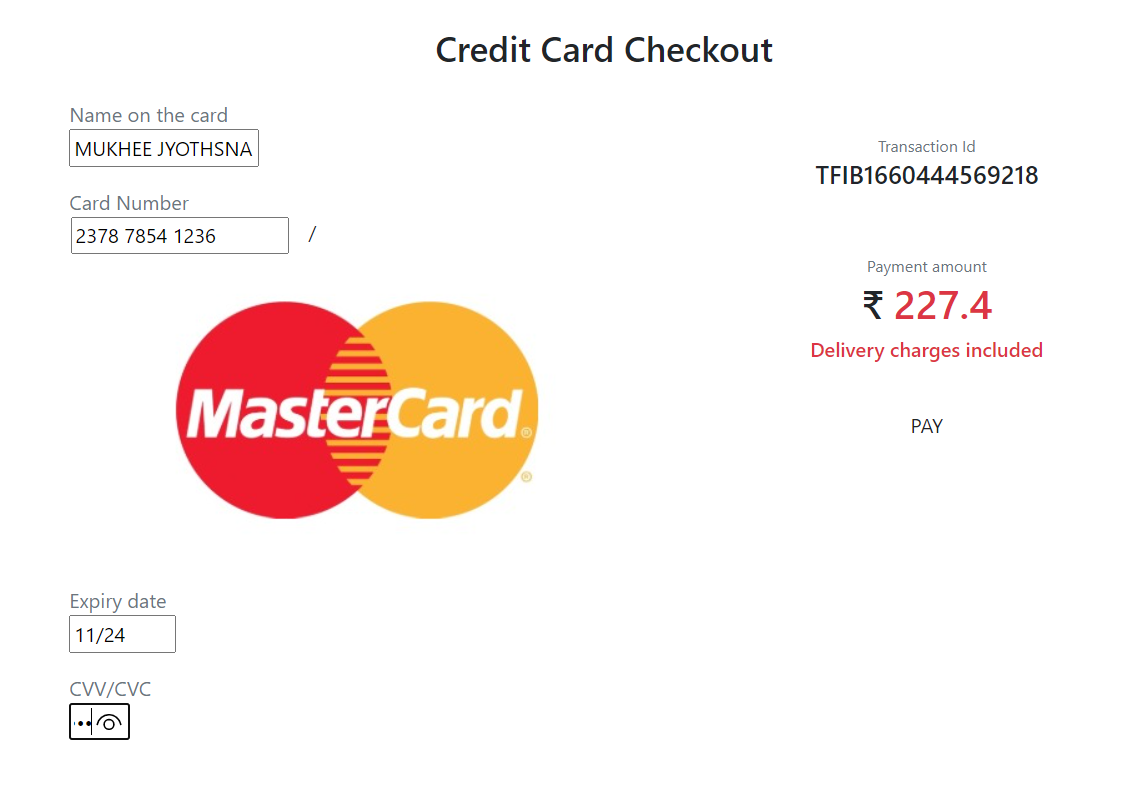 Credit Card Checkout
Name on the card
MUKHEE JYOTHSNA
Card Number
2378 7854 1236 /
MasterCard®
®
Expiry date
11/24
CVV/CVC
•••
Transaction Id
TFIB1660444569218
Payment amount
₹ 227.4
Delivery charges included
PAY